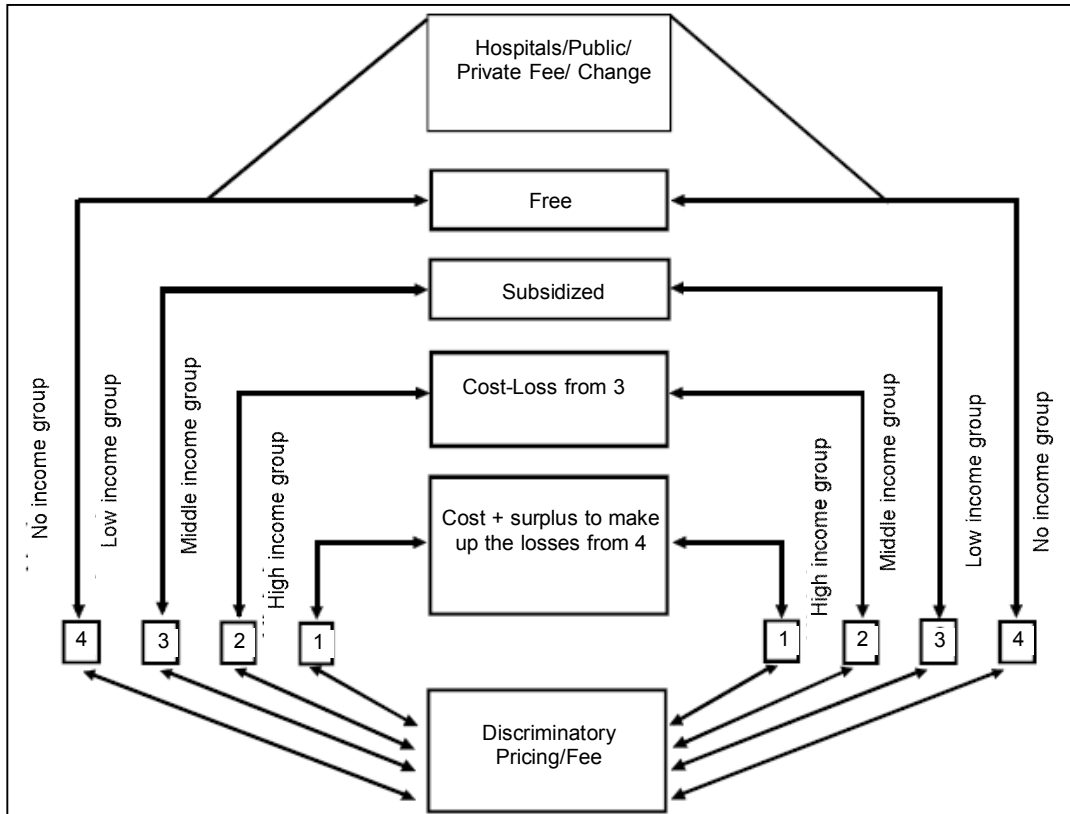 Hospitals/Public/
Private Fee/ Change
Free
Subsidized
Cost-Loss from 3
Cost + surplus to make
up the losses from 4
No income group
Low income group
Middle income group
High income group
High income group
Middle income group
Low income group
No income group
4
3
2
1
1
2
3
4
Discriminatory
Pricing/Fee